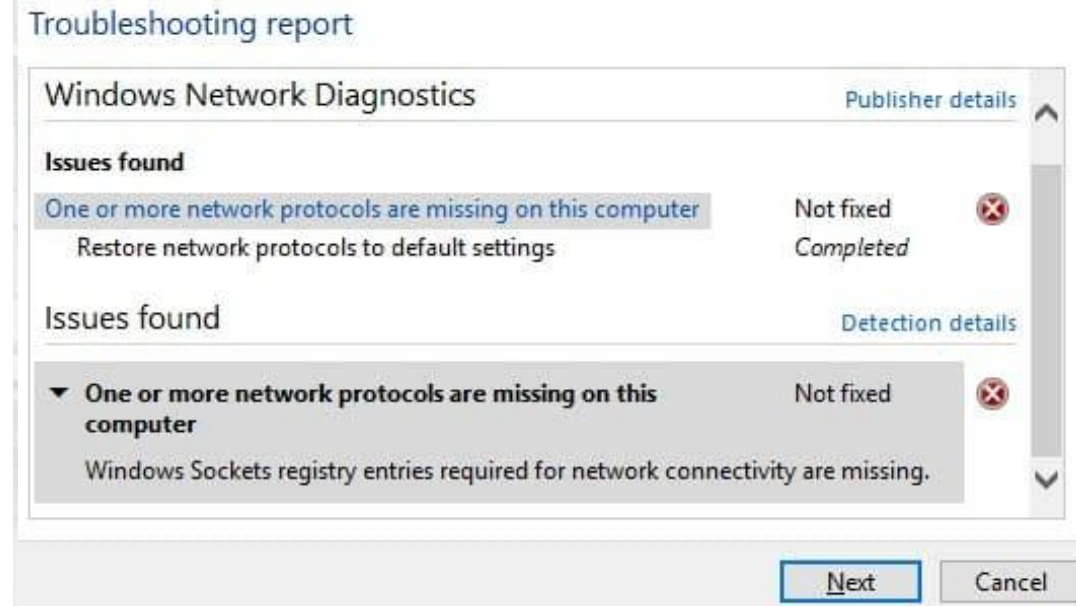 Troubleshooting report
Windows Network Diagnostics Publisher details
Issues found
One or more network protocols are missing on this computer Not fixed
Restore network protocols to default settings Completed
Issues found Detection details
One or more network protocols are missing on this Not fixed
computer
Windows Sockets registry entries required for network connectivity are missing.
Next Cancel